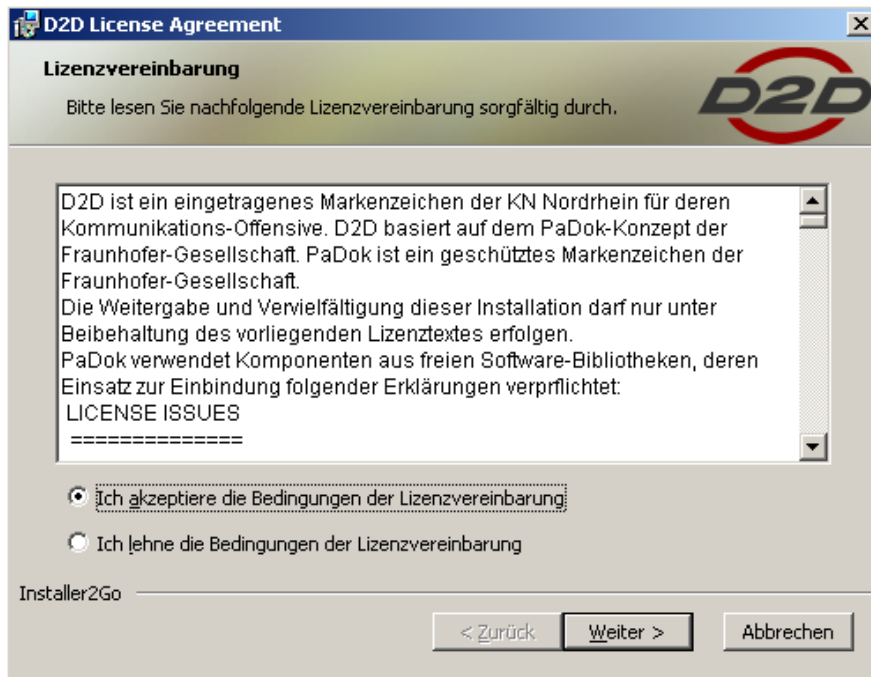 D2D License Agreement
Lizenzvereinbarung
Bitte lesen Sie nachfolgende Lizenzvereinbarung sorgfältig durch.
D2D
D2D ist ein eingetragenes Markenzeichen der KN Nordrhein für deren
Kommunikations-Offensive. D2D basiert auf dem PaDok-Konzept der
Fraunhofer-Gesellschaft. PaDok ist ein geschütztes Markenzeichen der
Fraunhofer-Gesellschaft.
Die Weitergabe und Vervielfältigung dieser Installation darf nur unter
Beibehaltung des vorliegenden Lizenztextes erfolgen.
PaDok verwendet Komponenten aus freien Software-Bibliotheken, deren
Einsatz zur Einbindung folgender Erklärungen verprflichtet:
LICENSE ISSUES
==============
Ich akzeptiere die Bedingungen der Lizenzvereinbarung
Ich lehne die Bedingungen der Lizenzvereinbarung
Installer2Go
< Zurück Weiter > Abbrechen